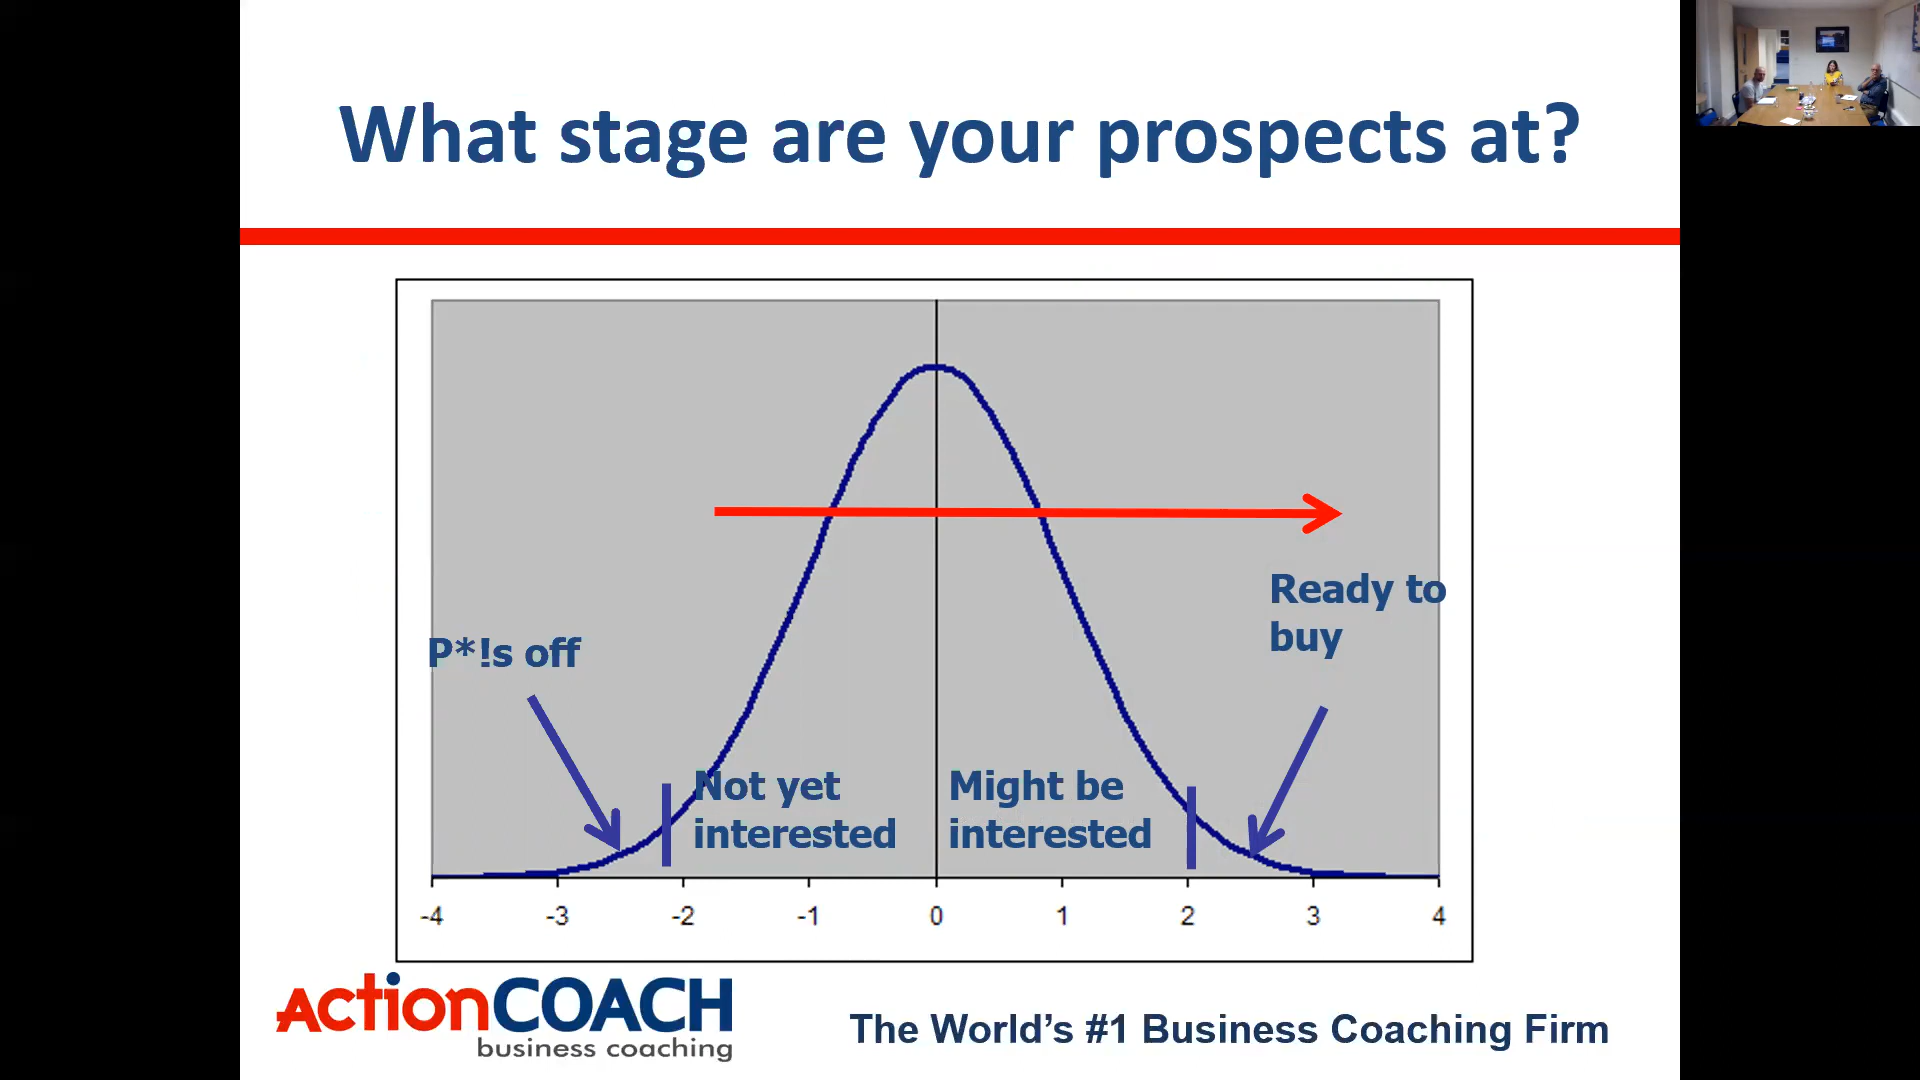 What stage are your prospects at?
Ready to
buy
P*!s off
Not yet
interested
Might be
interested
-4 -3 -2 -1 0 1 2 3 4
ActionCOACH
business coaching
The World’s #1 Business Coaching Firm